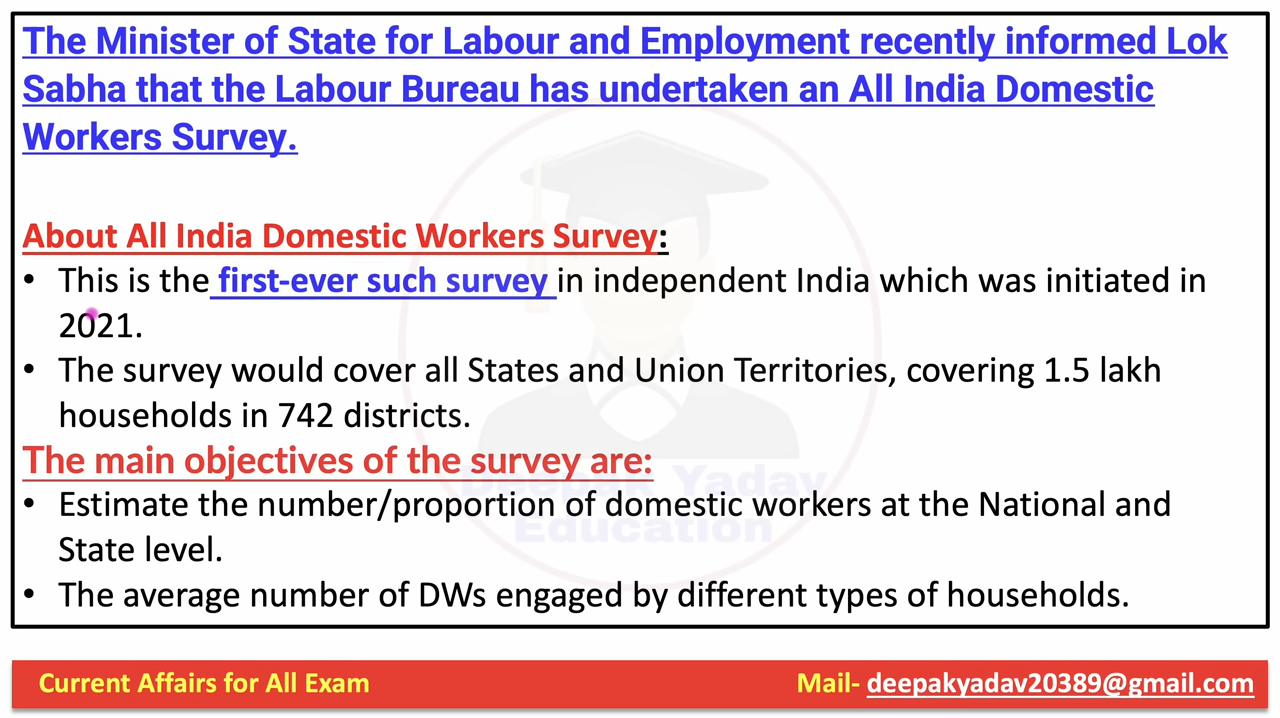 The Minister of State for Labour and Employment recently informed Lok
Sabha that the Labour Bureau has undertaken an All India Domestic
Workers Survey.
About All India Domestic Workers Survey:
• This is the first-ever such survey in independent India which was initiated in
2021.
• The survey would cover all States and Union Territories, covering 1.5 lakh
households in 742 districts.
The main objectives of the survey are:
• Estimate the number/proportion of domestic workers at the National and
State level.
• The average number of DWs engaged by different types of households.
Deepak Yadav
Education
Current Affairs for All Exam
Mail- deepakyadav20389@gmail.com